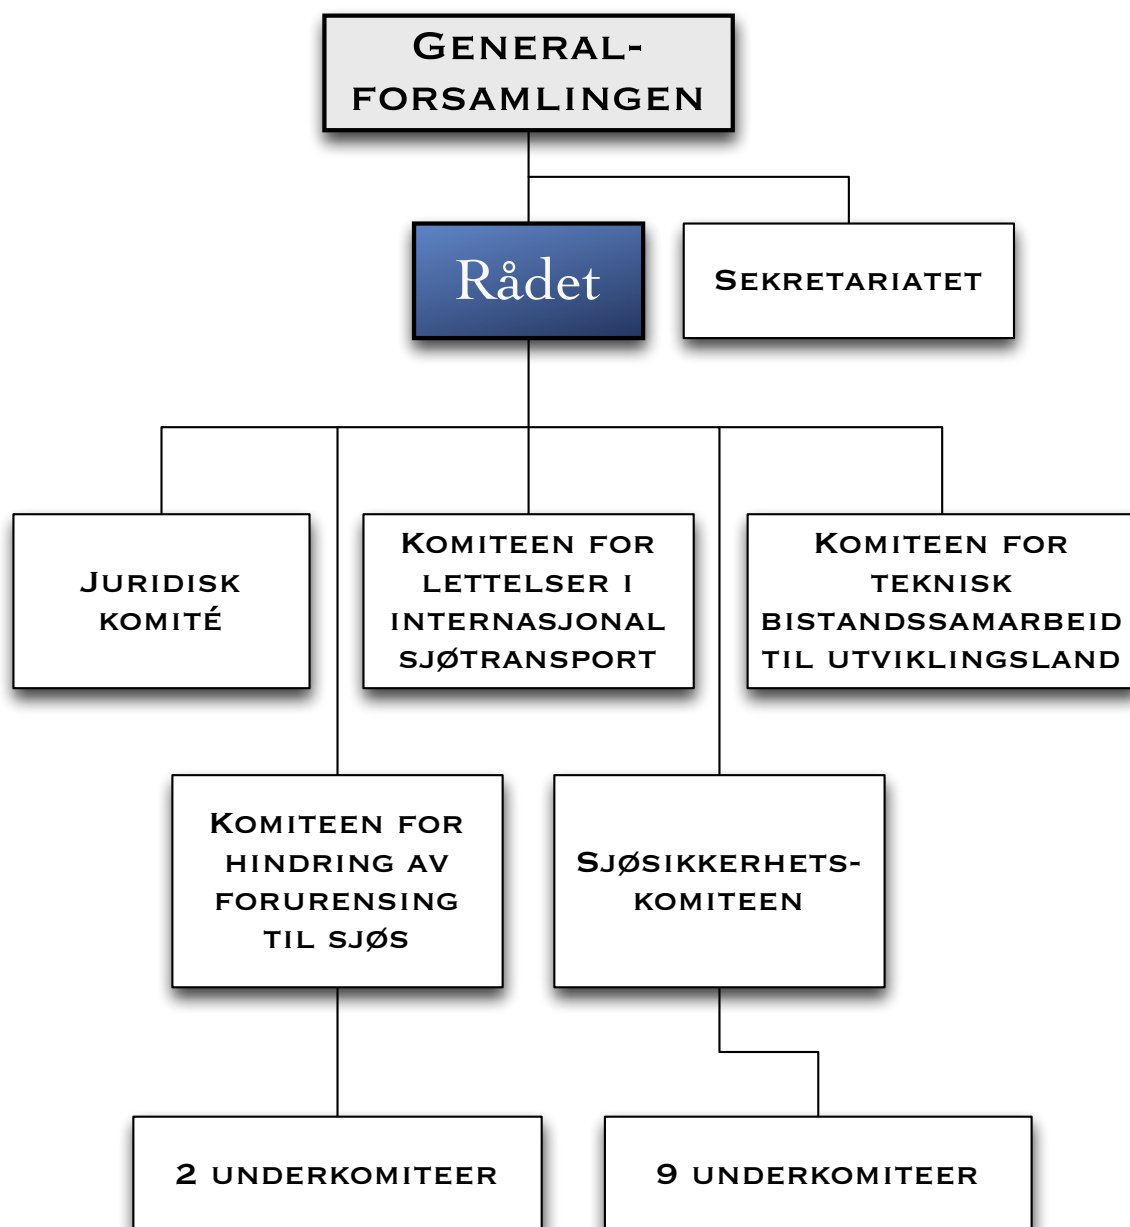 GENERAL-
FORSAMLINGEN
Rådet
SEKRETARIATET
JURIDISK
KOMITÉ
KOMITEEN FOR
LETTELSER I
INTERNASJONAL
SJØTRANSPORT
KOMITEEN FOR
TEKNISK
BISTANDSSAMARBEID
TIL UTVIKLINGSLAND
KOMITEEN FOR
HINDRING AV
FORURENSING
TIL SJØS
SJØSIKKERHETS-
KOMITEEN
2 UNDERKOMITEER
9 UNDERKOMITEER